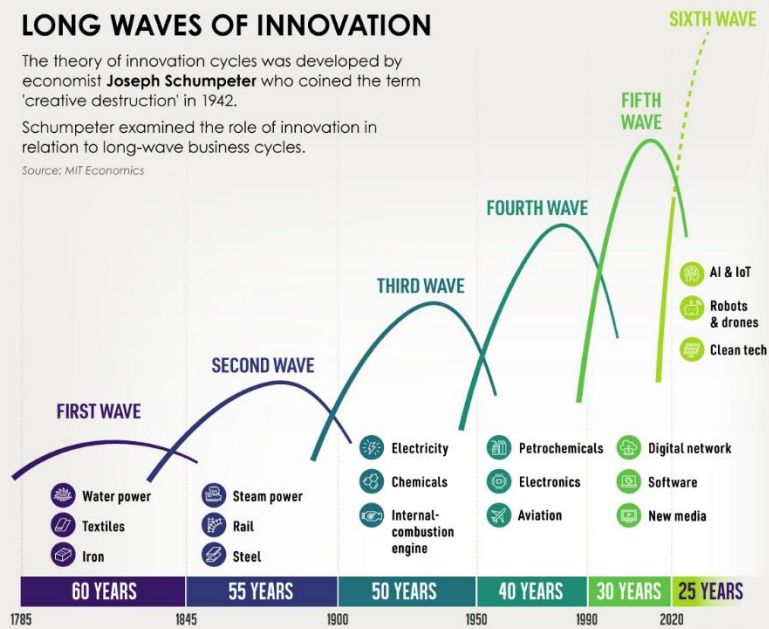 LONG WAVES OF INNOVATION
The theory of innovation cycles was developed by
economist Joseph Schumpeter who coined the term
'creative destruction' in 1942.
Schumpeter examined the role of innovation in
relation to long-wave business cycles.
Source: MIT Economics
FIRST WAVE
Water power
Textiles
Iron
SECOND WAVE
Steam power
Rail
Steel
THIRD WAVE
Electricity
Chemicals
Internal-
combustion
engine
FOURTH WAVE
Petrochemicals
Electronics
Aviation
FIFTH
WAVE
Digital network
Software
New media
SIXTH WAVE
AI & IoT
Robots
& drones
Clean tech
60 YEARS
55 YEARS
50 YEARS
40 YEARS
30 YEARS
25 YEARS
1785
1845
1900
1950
1990
2020